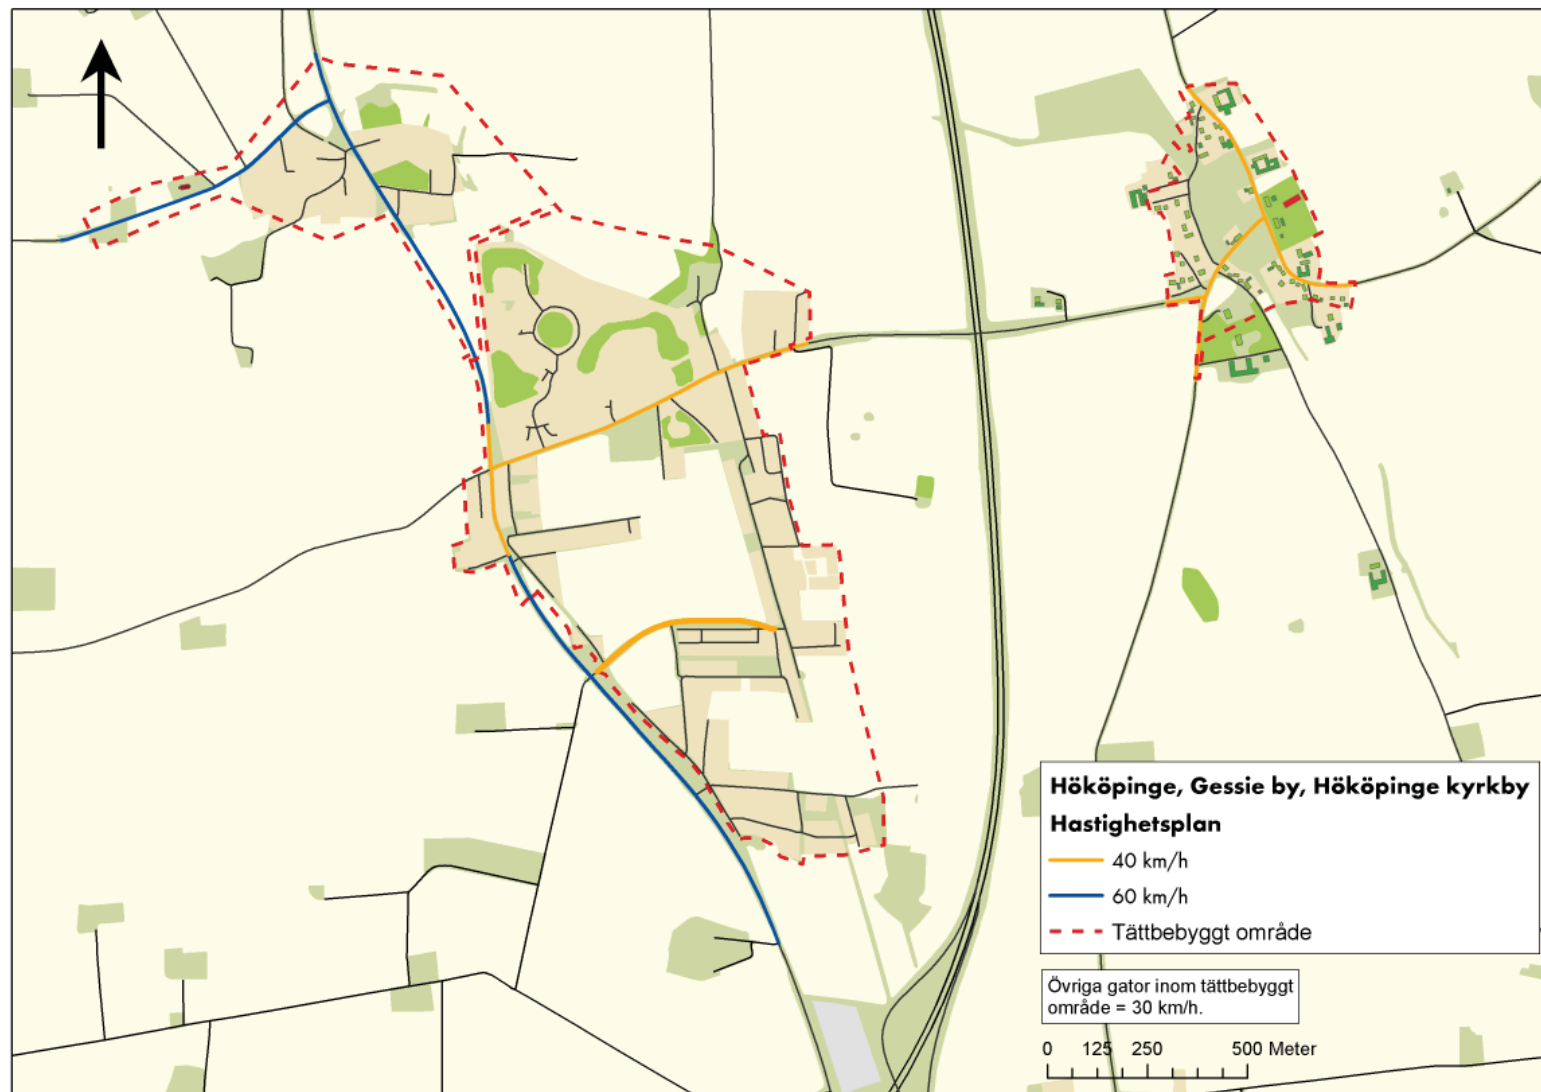 Hököpinge, Gessie by, Hököpinge kyrkby
Hastighetsplan
40 km/h
60 km/h
Tättbebyggt område
Övriga gator inom tättbebyggt
område = 30 km/h.
0 125 250 500 Meter